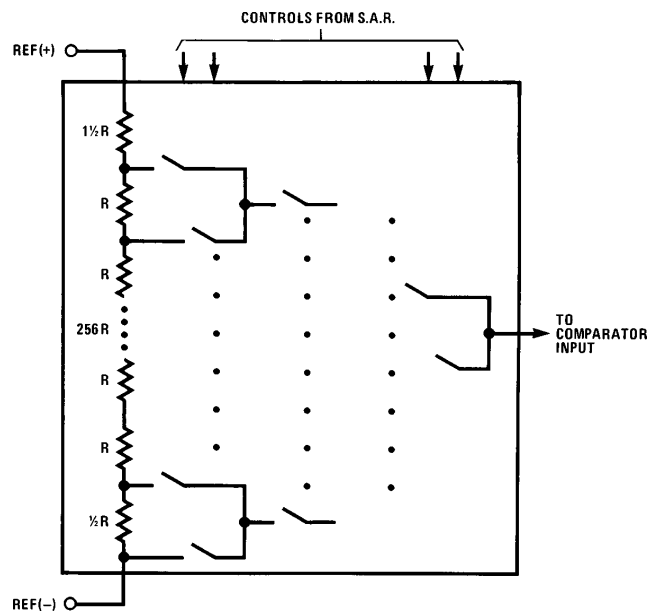 CONTROLS FROM S.A.R.
REF(+)
1½R
R
R
256R
R
R
½R
TO
COMPARATOR
INPUT
REF(−)